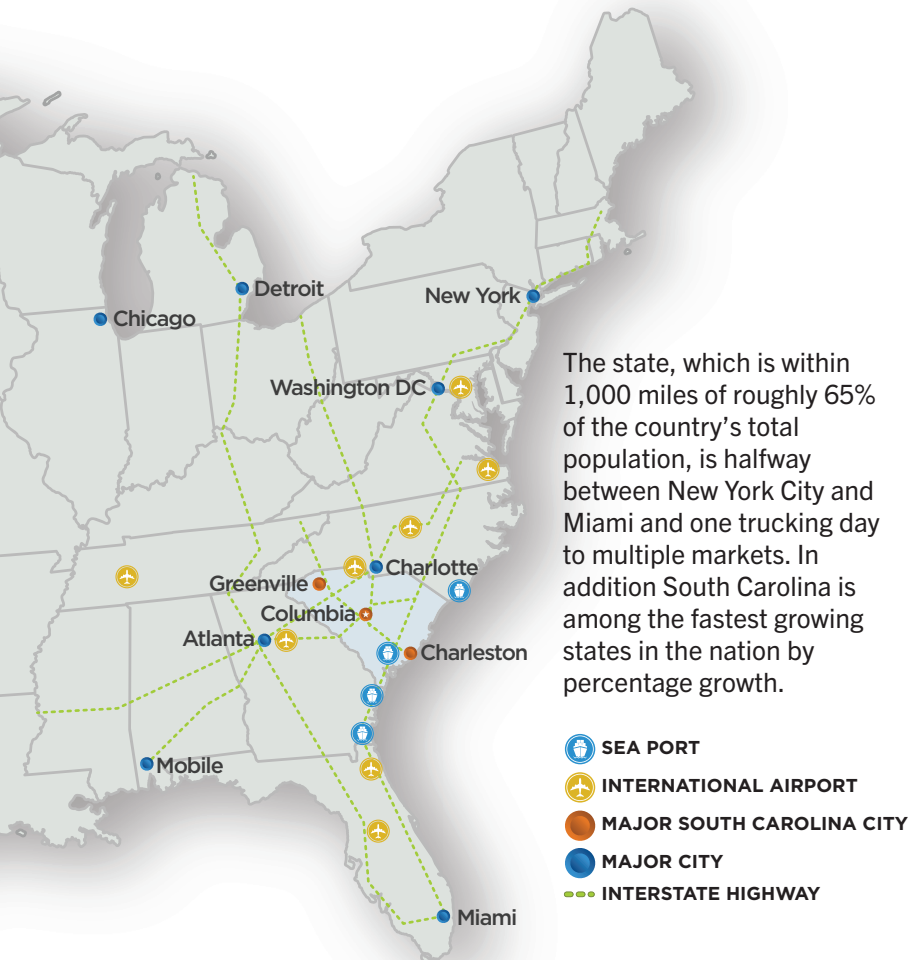 Detroit
New York
Chicago
Washington DC
The state, which is within
1,000 miles of roughly 65%
of the country's total
population, is halfway
between New York City and
Miami and one trucking day
to multiple markets. In
addition South Carolina is
among the fastest growing
states in the nation by
percentage growth.
Charlotte
Greenville
Columbia
Atlanta
Charleston
Mobile
Miami
SEA PORT
INTERNATIONAL AIRPORT
MAJOR SOUTH CAROLINA CITY
MAJOR CITY
INTERSTATE HIGHWAY